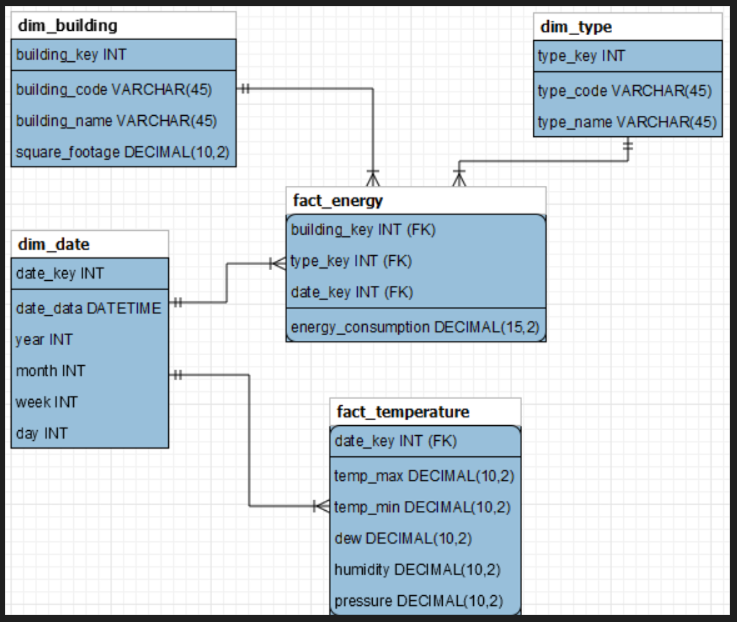 dim_building
building_key INT
building_code VARCHAR(45)
building_name VARCHAR(45)
square_footage DECIMAL(10,2)
dim_type
type_key INT
type_code VARCHAR(45)
type_name VARCHAR(45)
fact_energy
building_key INT (FK)
type_key INT (FK)
date_key INT (FK)
energy_consumption DECIMAL(15,2)
dim_date
date_key INT
date_data DATETIME
year INT
month INT
week INT
day INT
fact_temperature
date_key INT (FK)
temp_max DECIMAL(10,2)
temp_min DECIMAL(10,2)
dew DECIMAL(10,2)
humidity DECIMAL(10,2)
pressure DECIMAL(10,2)